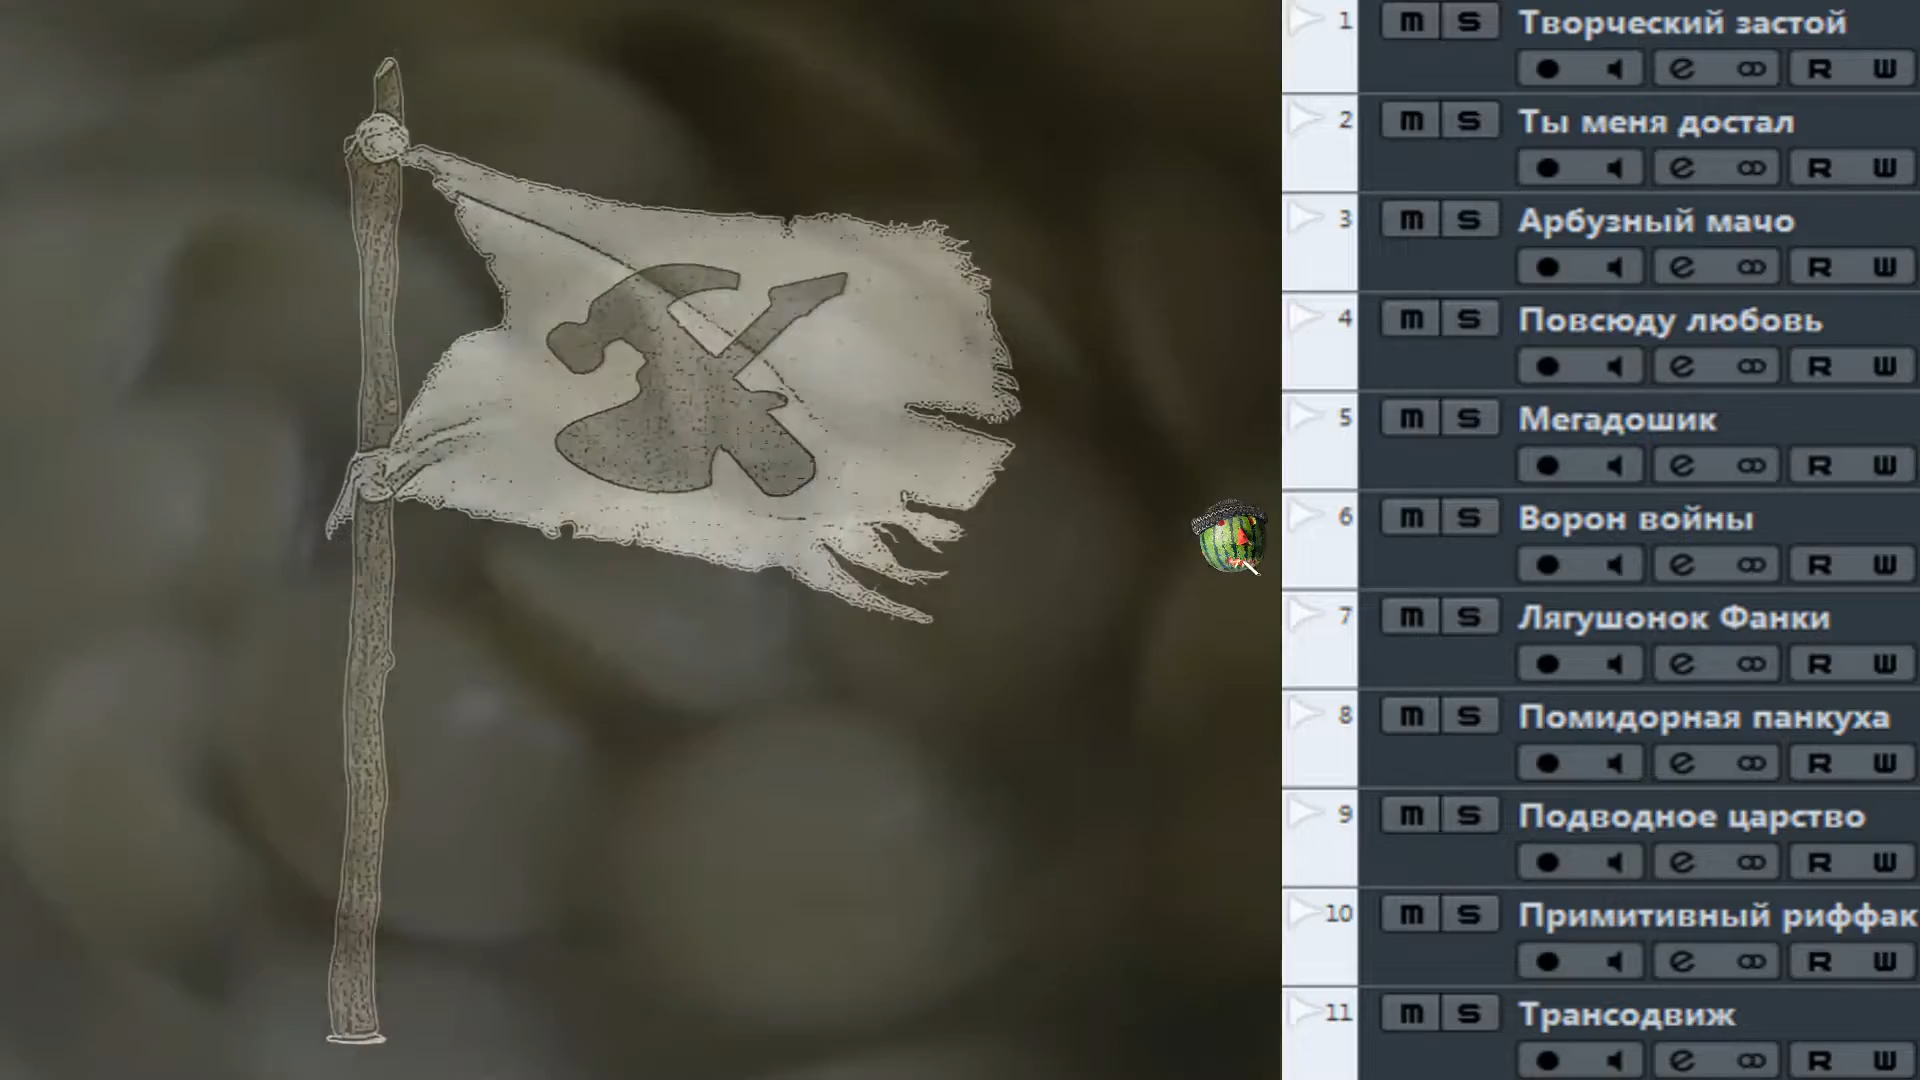 1 m S Творческий застой
e R W
2 m S Ты меня достал
e R W
3 m S Арбузный мачо
e R W
4 m S Повсюду любовь
e R W
5 m S Мегадошик
e R W
6 m S Ворон войны
e R W
7 m S Лягушонок Фанки
e R W
8 m S Помидорная панкуха
e R W
9 m S Подводное царство
e R W
10 m S Примитивный риффак
e R W
11 m S Трансодвиж
e R W